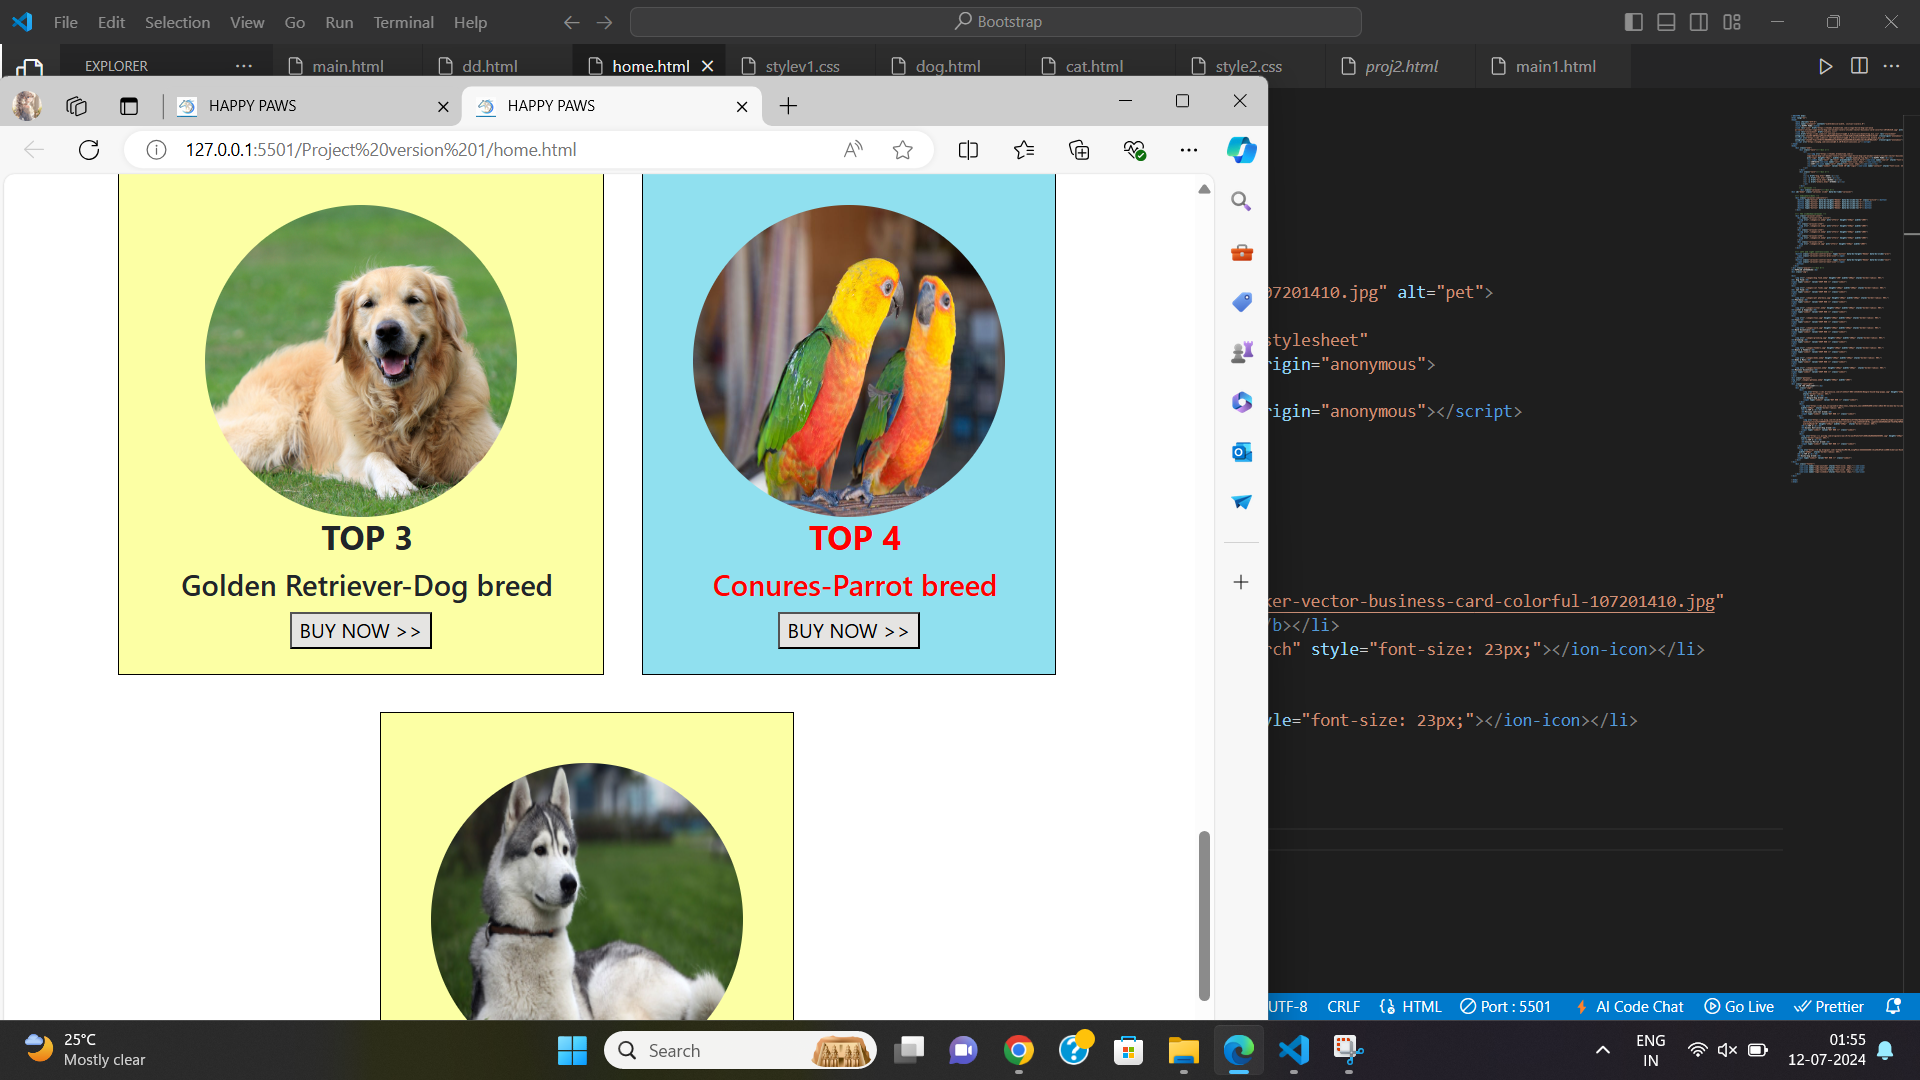 File Edit Selection View Go Run Terminal Help
Bootstrap
EXPLORER
main.html
dd.html
home.html
stylev1.css
dog.html
cat.html
style2.css
proj2.html
main1.html
HAPPY PAWS
HAPPY PAWS
127.0.0.1:5501/Project%20version%201/home.html
TOP 3
Golden Retriever-Dog breed
BUY NOW >>
TOP 4
Conures-Parrot breed
BUY NOW >>
07201410.jpg" alt="pet">
stylesheet"
rigin="anonymous">
rigin="anonymous"></script>
ker-vector-business-card-colorful-107201410.jpg"
/b></li>
rch" style="font-size: 23px;"></ion-icon></li>
yle="font-size: 23px;"></ion-icon></li>
UTF-8 CRLF HTML Port : 5501 AI Code Chat Go Live Prettier
25°C
Mostly clear
Search
ENG
IN
01:55
12-07-2024